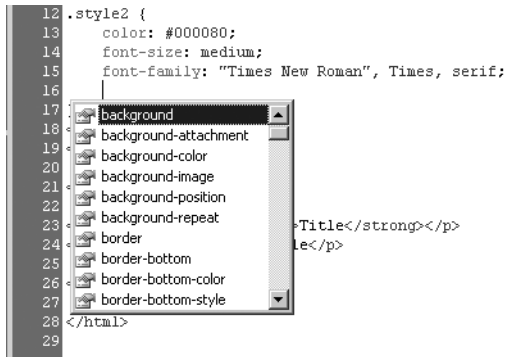 12 .style2 {
13 color: #000080;
14 font-size: medium;
15 font-family: "Times New Roman", Times, serif;
16
17 background
18 background-attachment
19 background-color
20 background-image
21 background-position
22 background-repeat
23 border >Title</strong></p>
24 border-bottom le</p>
25 border-bottom-color
26 border-bottom-style
27
28 </html>
29